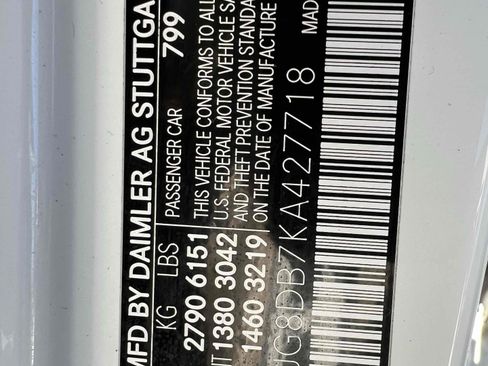 MFD BY DAIMLER AG STUTTGA
KG LBS PASSENGER CAR 799
2790 6151 THIS VEHICLE CONFORMS TO ALL
1380 3042 U.S. FEDERAL MOTOR VEHICLE SA
1460 3219 AND THEFT PREVENTION STANDA
ON THE DATE OF MANUFACTURE
G8DB7KA427718 MAD